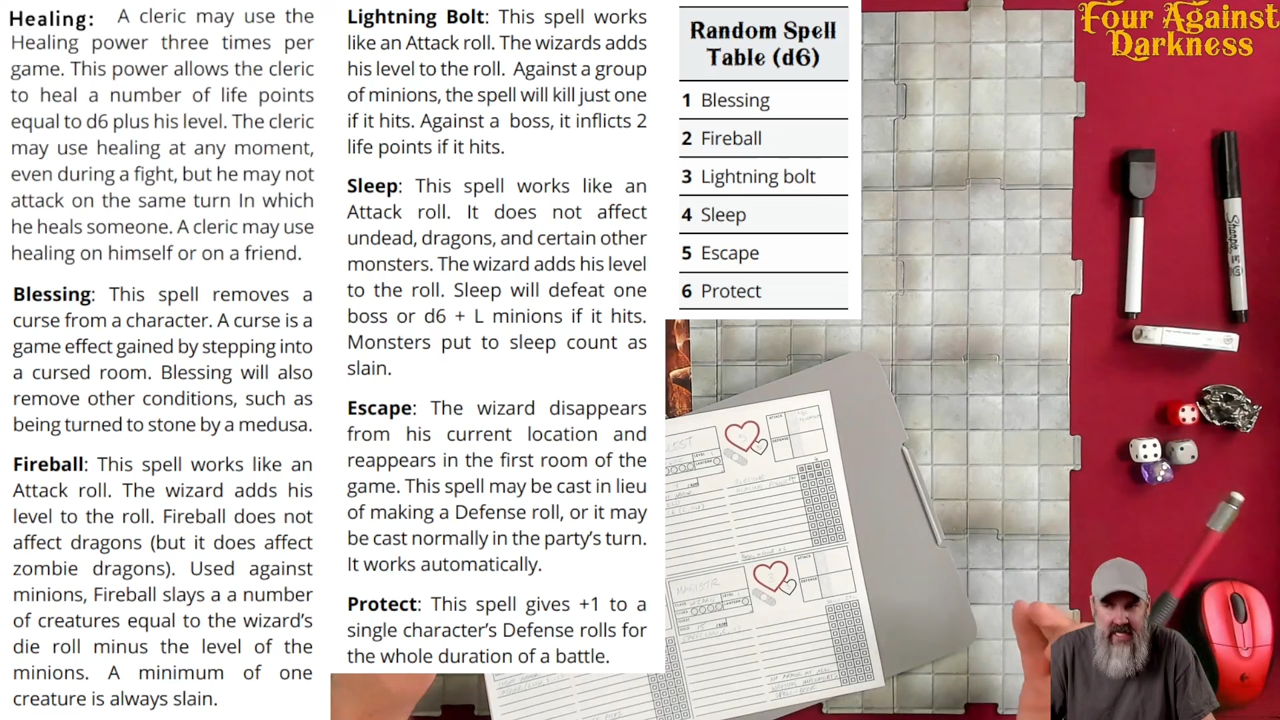 Healing: A cleric may use the
Healing power three times per
game. This power allows the cleric
to heal a number of life points
equal to d6 plus his level. The cleric
may use healing at any moment,
even during a fight, but he may not
attack on the same turn In which
he heals someone. A cleric may use
healing on himself or on a friend.
Blessing: This spell removes a
curse from a character. A curse is a
game effect gained by stepping into
a cursed room. Blessing will also
remove other conditions, such as
being turned to stone by a medusa.
Fireball: This spell works like an
Attack roll. The wizard adds his
level to the roll. Fireball does not
affect dragons (but it does affect
zombie dragons). Used against
minions, Fireball slays a a number
of creatures equal to the wizard's
die roll minus the level of the
minions. A minimum of one
creature is always slain.
Lightning Bolt: This spell works
like an Attack roll. The wizards adds
his level to the roll. Against a group
of minions, the spell will kill just one
if it hits. Against a boss, it inflicts 2
life points if it hits.
Sleep: This spell works like an
Attack roll. It does not affect
undead, dragons, and certain other
monsters. The wizard adds his level
to the roll. Sleep will defeat one
boss or d6 + L minions if it hits.
Monsters put to sleep count as
slain.
Escape: The wizard disappears
from his current location and
reappears in the first room of the
game. This spell may be cast in lieu
of making a Defense roll, or it may
be cast normally in the party's turn.
It works automatically.
Protect: This spell gives +1 to a
single character's Defense rolls for
the whole duration of a battle.
Random Spell
Table (d6)
1 Blessing
2 Fireball
3 Lightning bolt
4 Sleep
5 Escape
6 Protect
Four Against
Darkness
Sharpie
ATTACK
DEFENSE